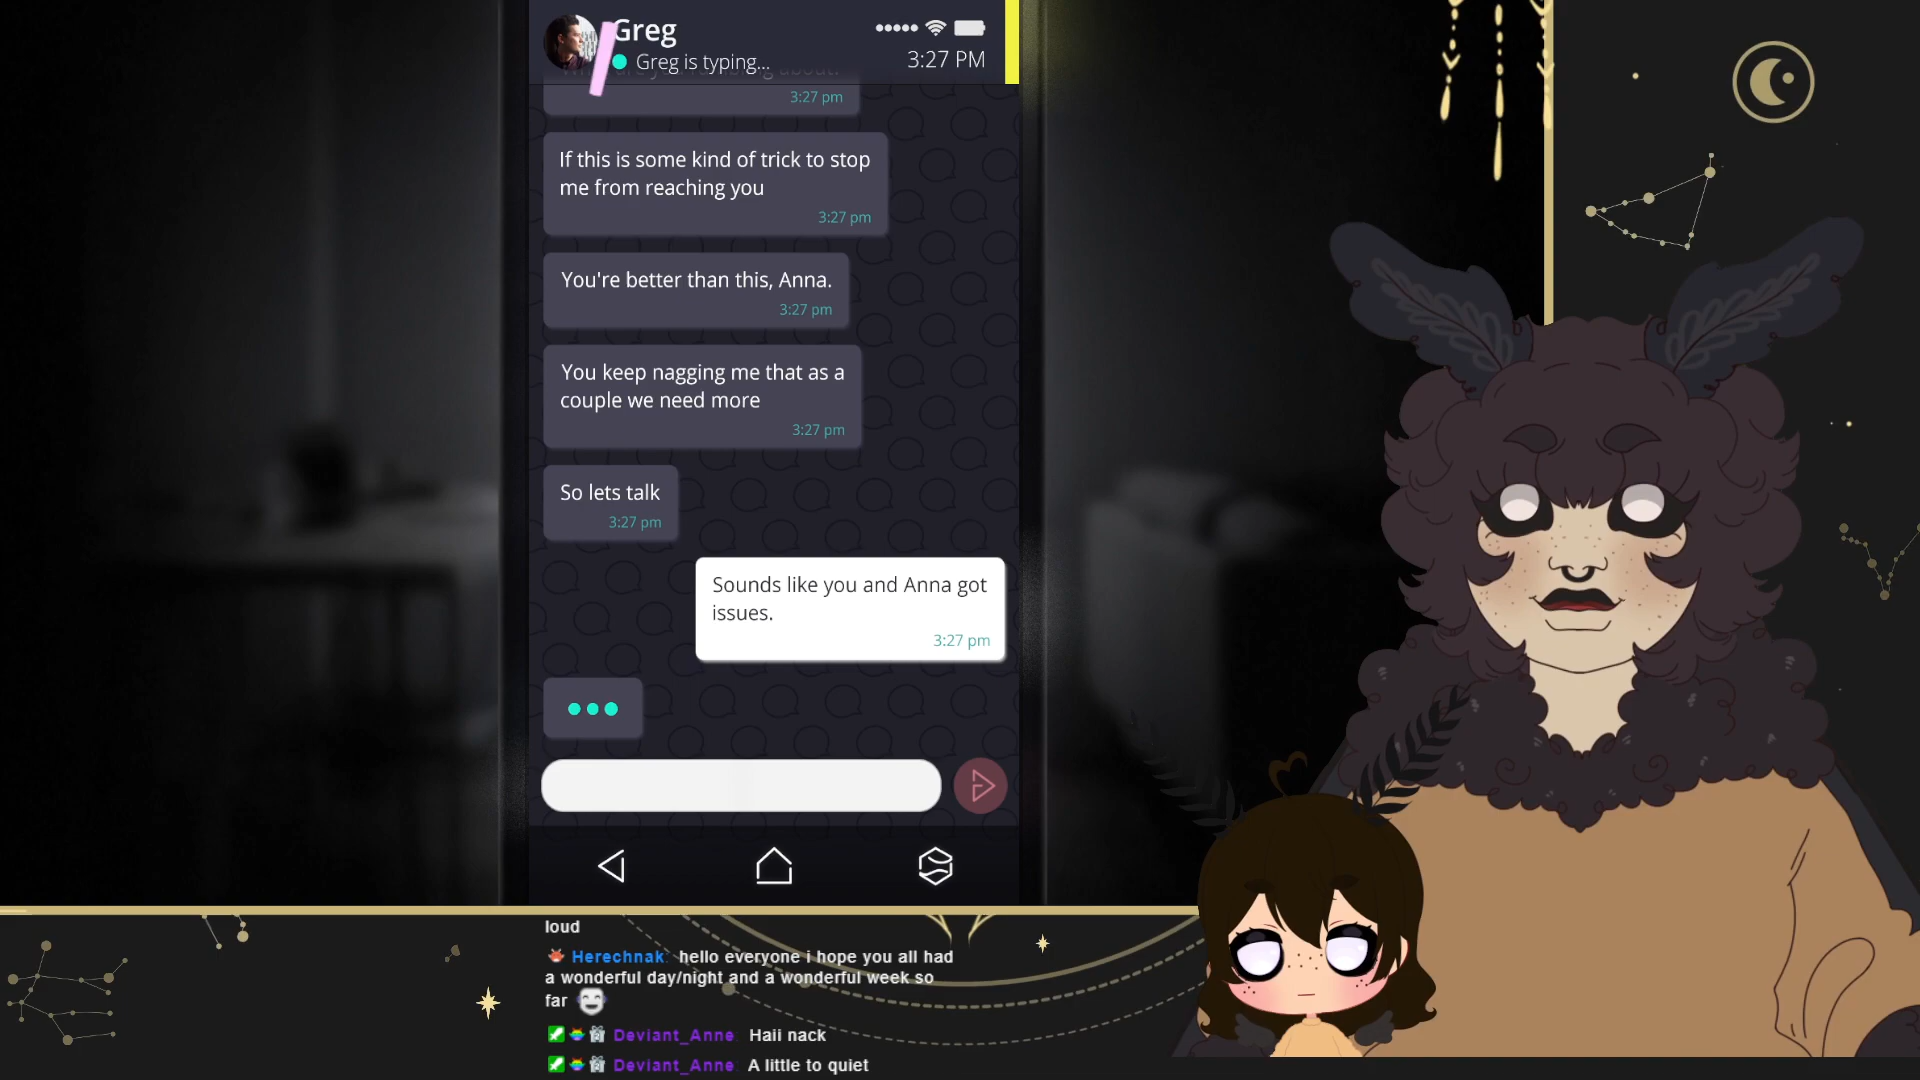 Greg
Greg is typing...
3:27 PM
3:27 pm
If this is some kind of trick to stop
me from reaching you
3:27 pm
You're better than this, Anna.
3:27 pm
You keep nagging me that as a
couple we need more
3:27 pm
So lets talk
3:27 pm
Sounds like you and Anna got
issues.
3:27 pm
loud
Herechnak: hello everyone i hope you all had
a wonderful day/night and a wonderful week so
far
Deviant_Anne: Haii nack
Deviant_Anne: A little to quiet